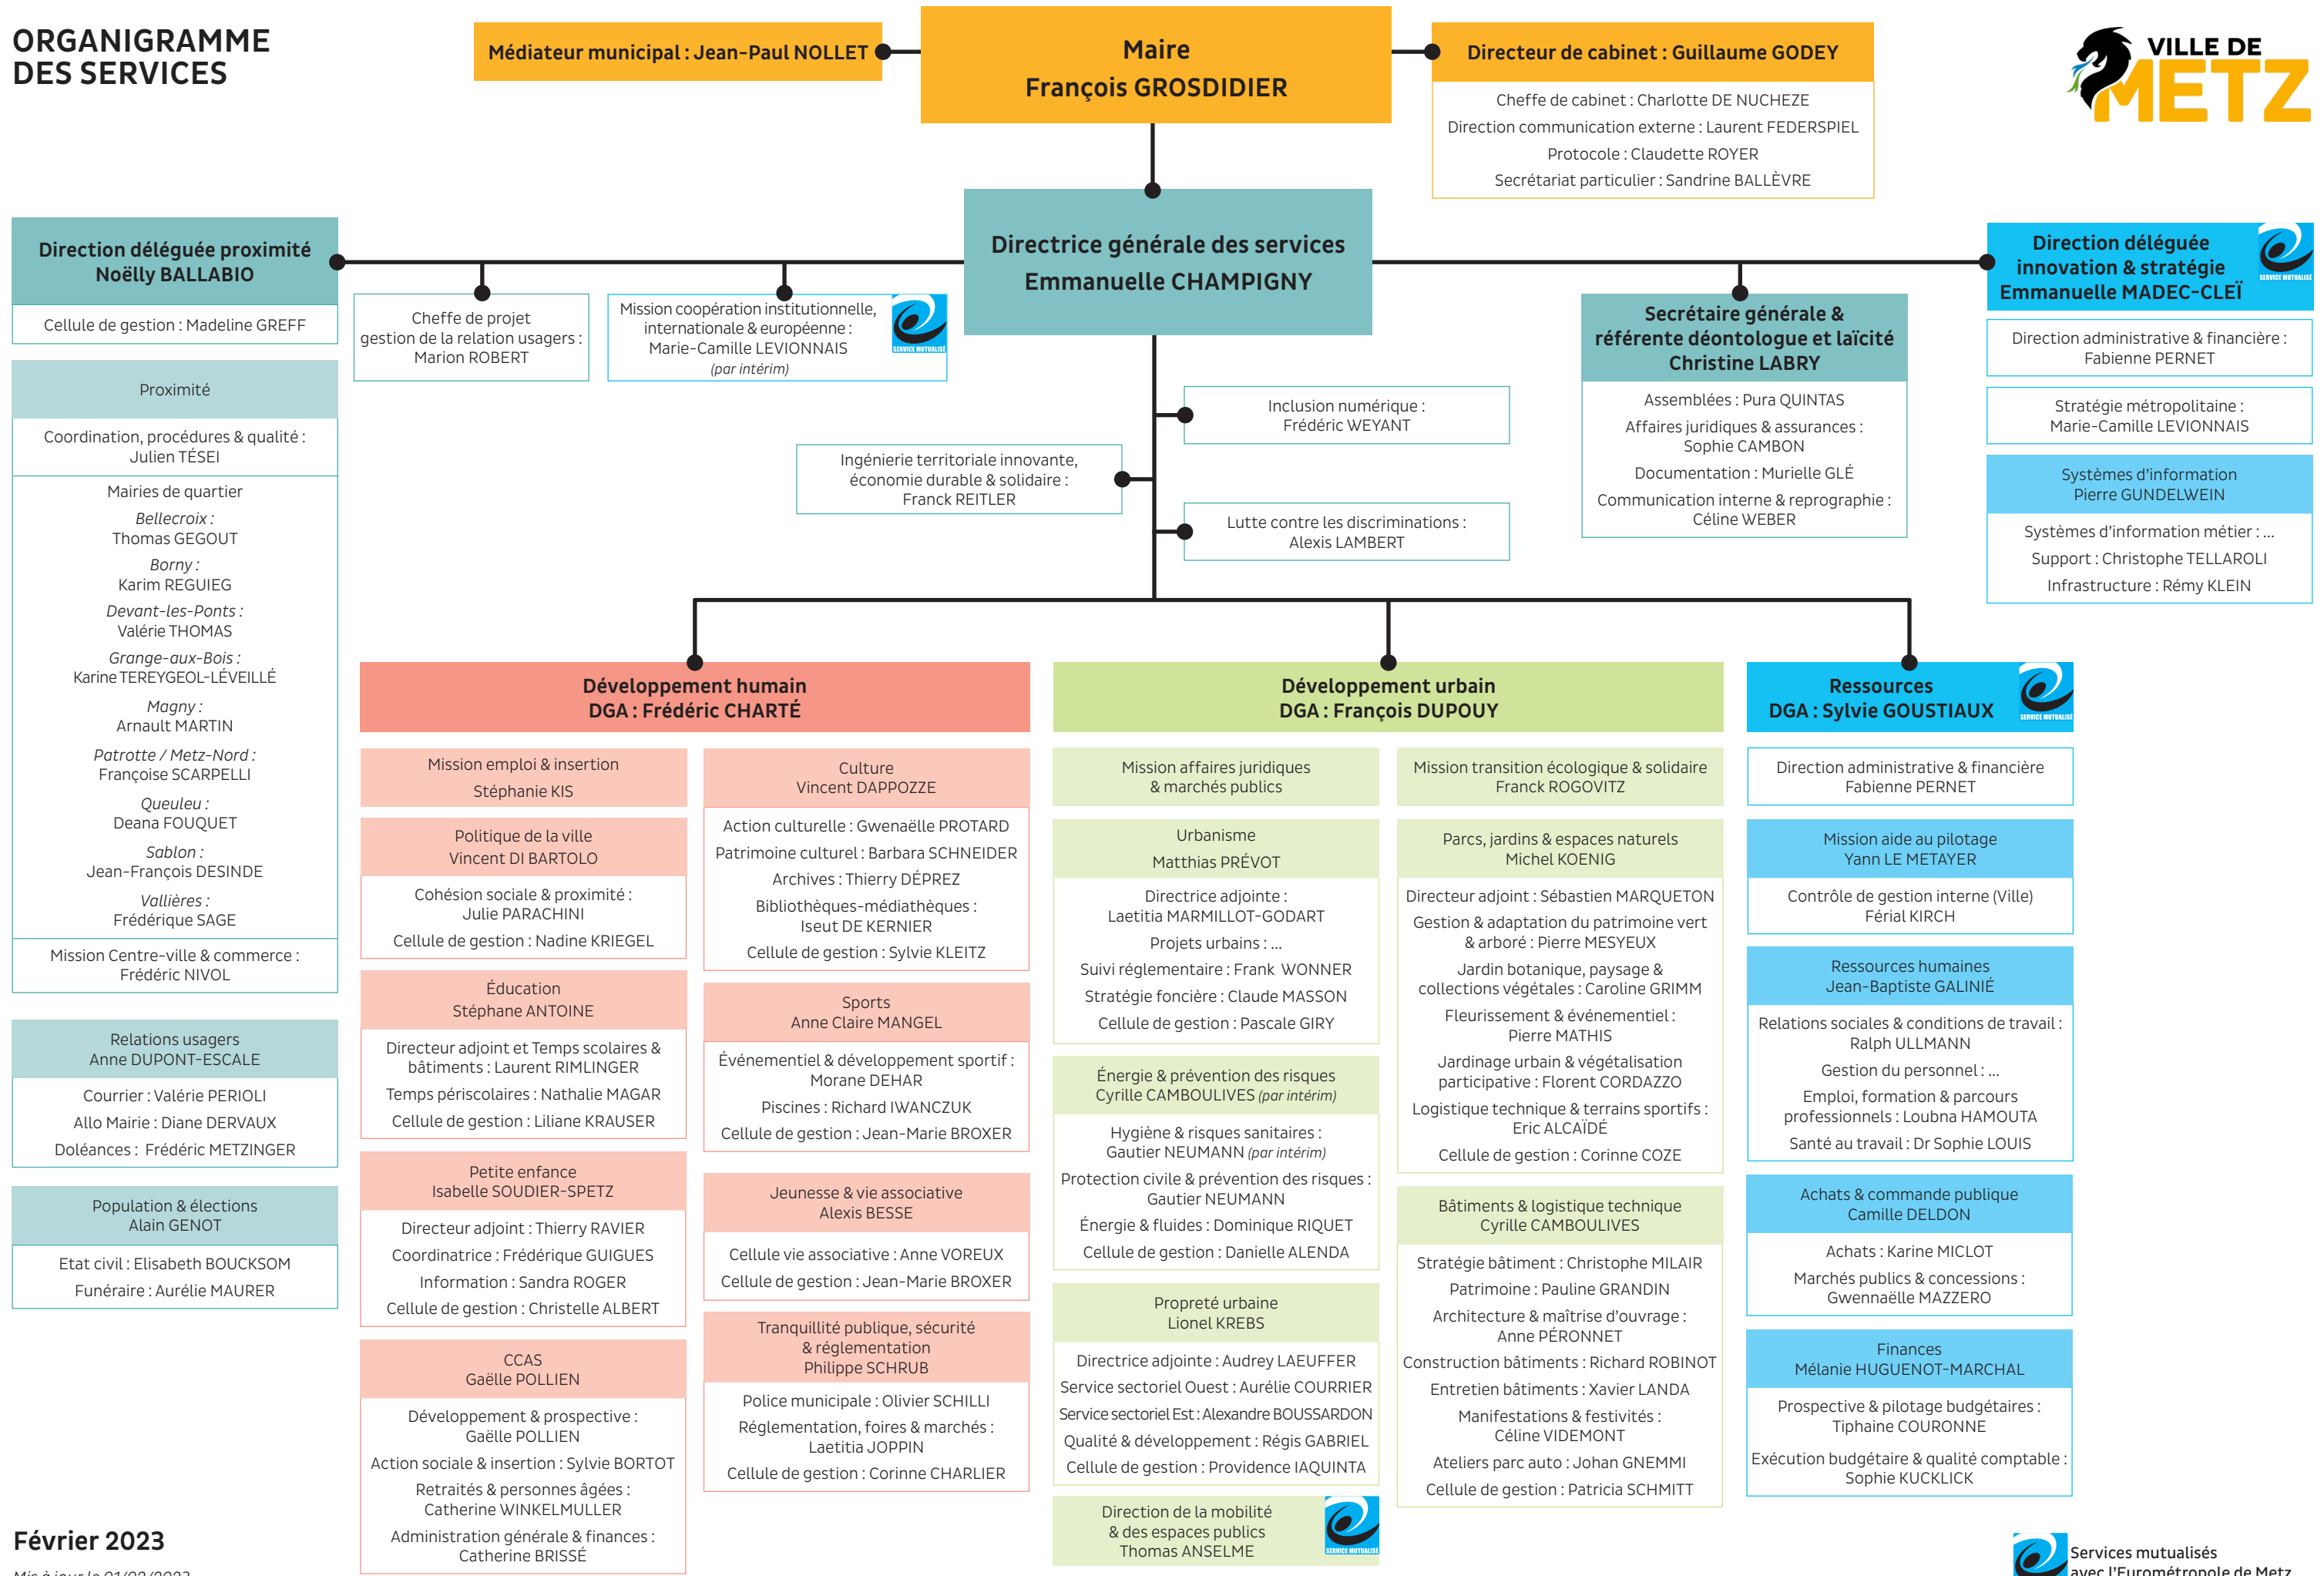 ORGANIGRAMME
DES SERVICES
Médiateur municipal : Jean-Paul NOLLET
Maire
François GROSDIDIER
Directeur de cabinet : Guillaume GODEY
Cheffe de cabinet : Charlotte DE NUCHEZE
Direction communication externe : Laurent FEDERSPIEL
Protocole : Claudette ROYER
Secrétariat particulier : Sandrine BALLÈVRE
VILLE DE
METZ
Directrice générale des services
Emmanuelle CHAMPIGNY
Direction déléguée proximité
Noëlly BALLABIO
Cellule de gestion : Madeline GREFF
Proximité
Coordination, procédures & qualité :
Julien TÉSEI
Mairies de quartier
Bellecroix :
Thomas GEGOUT
Borny :
Karim REGUIEG
Devant-les-Ponts :
Valérie THOMAS
Grange-aux-Bois :
Karine TEREYGEOL-LÉVEILLÉ
Magny :
Arnault MARTIN
Patrotte / Metz-Nord :
Françoise SCARPELLI
Queuleu :
Deana FOUQUET
Sablon :
Jean-François DESINDE
Vallières :
Frédérique SAGE
Mission Centre-ville & commerce :
Frédéric NIVOL
Relations usagers
Anne DUPONT-ESCALE
Courrier : Valérie PERIOLI
Allo Mairie : Diane DERVAUX
Doléances : Frédéric METZINGER
Population & élections
Alain GENOT
Etat civil : Elisabeth BOUCKSOM
Funéraire : Aurélie MAURER
Cheffe de projet
gestion de la relation usagers :
Marion ROBERT
Mission coopération institutionnelle,
internationale & européenne :
Marie-Camille LEVIONNAIS
(par intérim)
SERVICE MUTUALISÉ
Inclusion numérique :
Frédéric WEYANT
Ingénierie territoriale innovante,
économie durable & solidaire :
Franck REITLER
Lutte contre les discriminations :
Alexis LAMBERT
Secrétaire générale &
référente déontologue et laïcité
Christine LABRY
Assemblées : Pura QUINTAS
Affaires juridiques & assurances :
Sophie CAMBON
Documentation : Murielle GLÉ
Communication interne & reprographie :
Céline WEBER
Direction déléguée
innovation & stratégie
Emmanuelle MADEC-CLEÏ
SERVICE MUTUALISÉ
Direction administrative & financière :
Fabienne PERNET
Stratégie métropolitaine :
Marie-Camille LEVIONNAIS
Systèmes d'information
Pierre GUNDELWEIN
Systèmes d'information métier : ...
Support : Christophe TELLAROLI
Infrastructure : Rémy KLEIN
Développement humain
DGA : Frédéric CHARTÉ
Mission emploi & insertion
Stéphanie KIS
Politique de la ville
Vincent DI BARTOLO
Cohésion sociale & proximité :
Julie PARACHINI
Cellule de gestion : Nadine KRIEGEL
Éducation
Stéphane ANTOINE
Directeur adjoint et Temps scolaires &
bâtiments : Laurent RIMLINGER
Temps périscolaires : Nathalie MAGAR
Cellule de gestion : Liliane KRAUSER
Petite enfance
Isabelle SOUDIER-SPETZ
Directeur adjoint : Thierry RAVIER
Coordinatrice : Frédérique GUIGUES
Information : Sandra ROGER
Cellule de gestion : Christelle ALBERT
CCAS
Gaëlle POLLIEN
Développement & prospective :
Gaëlle POLLIEN
Action sociale & insertion : Sylvie BORTOT
Retraités & personnes âgées :
Catherine WINKELMULLER
Administration générale & finances :
Catherine BRISSÉ
Culture
Vincent DAPPOZZE
Action culturelle : Gwenaëlle PROTARD
Patrimoine culturel : Barbara SCHNEIDER
Archives : Thierry DÉPREZ
Bibliothèques-médiathèques :
Iseut DE KERNIER
Cellule de gestion : Sylvie KLEITZ
Sports
Anne Claire MANGEL
Événementiel & développement sportif :
Morane DEHAR
Piscines : Richard IWANCZUK
Cellule de gestion : Jean-Marie BROXER
Jeunesse & vie associative
Alexis BESSE
Cellule vie associative : Anne VOREUX
Cellule de gestion : Jean-Marie BROXER
Tranquillité publique, sécurité
& réglementation
Philippe SCHRUB
Police municipale : Olivier SCHILLI
Réglementation, foires & marchés :
Laetitia JOPPIN
Cellule de gestion : Corinne CHARLIER
Développement urbain
DGA : François DUPOUY
Mission affaires juridiques
& marchés publics
Urbanisme
Matthias PRÉVOT
Directrice adjointe :
Laetitia MARMILLOT-GODART
Projets urbains : ...
Suivi réglementaire : Frank WONNER
Stratégie foncière : Claude MASSON
Cellule de gestion : Pascale GIRY
Énergie & prévention des risques
Cyrille CAMBOULIVES (par intérim)
Hygiène & risques sanitaires :
Gautier NEUMANN (par intérim)
Protection civile & prévention des risques :
Gautier NEUMANN
Énergie & fluides : Dominique RIQUET
Cellule de gestion : Danielle ALENDA
Propreté urbaine
Lionel KREBS
Directrice adjointe : Audrey LAEUFFER
Service sectoriel Ouest : Aurélie COURRIER
Service sectoriel Est : Alexandre BOUSSARDON
Qualité & développement : Régis GABRIEL
Cellule de gestion : Providence IAQUINTA
Direction de la mobilité
& des espaces publics
Thomas ANSELME
SERVICE MUTUALISÉ
Mission transition écologique & solidaire
Franck ROGOVITZ
Parcs, jardins & espaces naturels
Michel KOENIG
Directeur adjoint : Sébastien MARQUETON
Gestion & adaptation du patrimoine vert
& arboré : Pierre MESYEUX
Jardin botanique, paysage &
collections végétales : Caroline GRIMM
Fleurissement & événementiel :
Pierre MATHIS
Jardinage urbain & végétalisation
participative : Florent CORDAZZO
Logistique technique & terrains sportifs :
Eric ALCAÏDÉ
Cellule de gestion : Corinne COZE
Bâtiments & logistique technique
Cyrille CAMBOULIVES
Stratégie bâtiment : Christophe MILAIR
Patrimoine : Pauline GRANDIN
Architecture & maîtrise d'ouvrage :
Anne PÉRONNET
Construction bâtiments : Richard ROBINOT
Entretien bâtiments : Xavier LANDA
Manifestations & festivités :
Céline VIDEMONT
Ateliers parc auto : Johan GNEMMI
Cellule de gestion : Patricia SCHMITT
Ressources
DGA : Sylvie GOUSTIAUX
SERVICE MUTUALISÉ
Direction administrative & financière
Fabienne PERNET
Mission aide au pilotage
Yann LE METAYER
Contrôle de gestion interne (Ville)
Férial KIRCH
Ressources humaines
Jean-Baptiste GALINIÉ
Relations sociales & conditions de travail :
Ralph ULLMANN
Gestion du personnel : ...
Emploi, formation & parcours
professionnels : Loubna HAMOUTA
Santé au travail : Dr Sophie LOUIS
Achats & commande publique
Camille DELDON
Achats : Karine MICLOT
Marchés publics & concessions :
Gwennaëlle MAZZERO
Finances
Mélanie HUGUENOT-MARCHAL
Prospective & pilotage budgétaires :
Tiphaine COURONNE
Exécution budgétaire & qualité comptable :
Sophie KUCKLICK
Février 2023
Mis à jour le 01/02/2023
Services mutualisés
avec l'Eurométropole de Metz